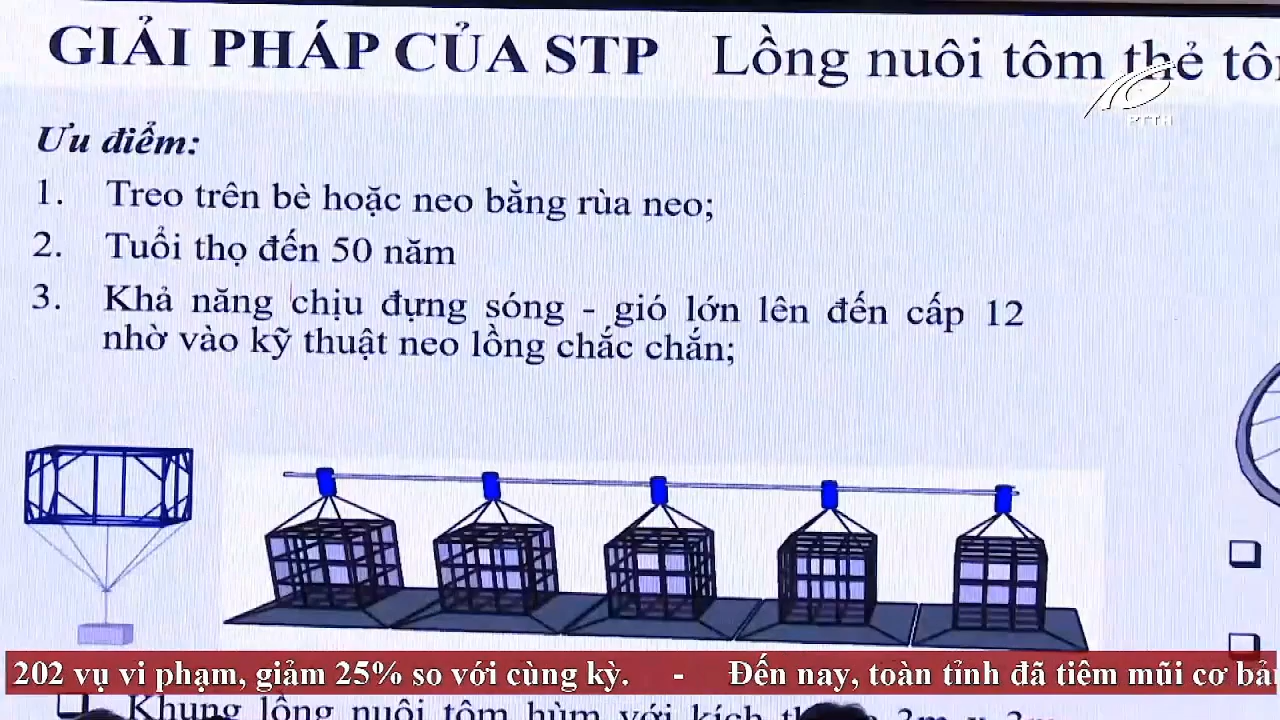 GIẢI PHÁP CỦA STP Lồng nuôi tôm thẻ
PTTH
Ưu điểm:
1. Treo trên bè hoặc neo bằng rùa neo;
2. Tuổi thọ đến 50 năm
3. Khả năng chịu đựng sóng - gió lớn lên đến cấp 12
nhờ vào kỹ thuật neo lồng chắc chắn;
202 vụ vi phạm, giảm 25% so với cùng kỳ. - Đến nay, toàn tỉnh đã tiêm mũi cơ bả
Khung lồng nuôi tôm hùm với kích